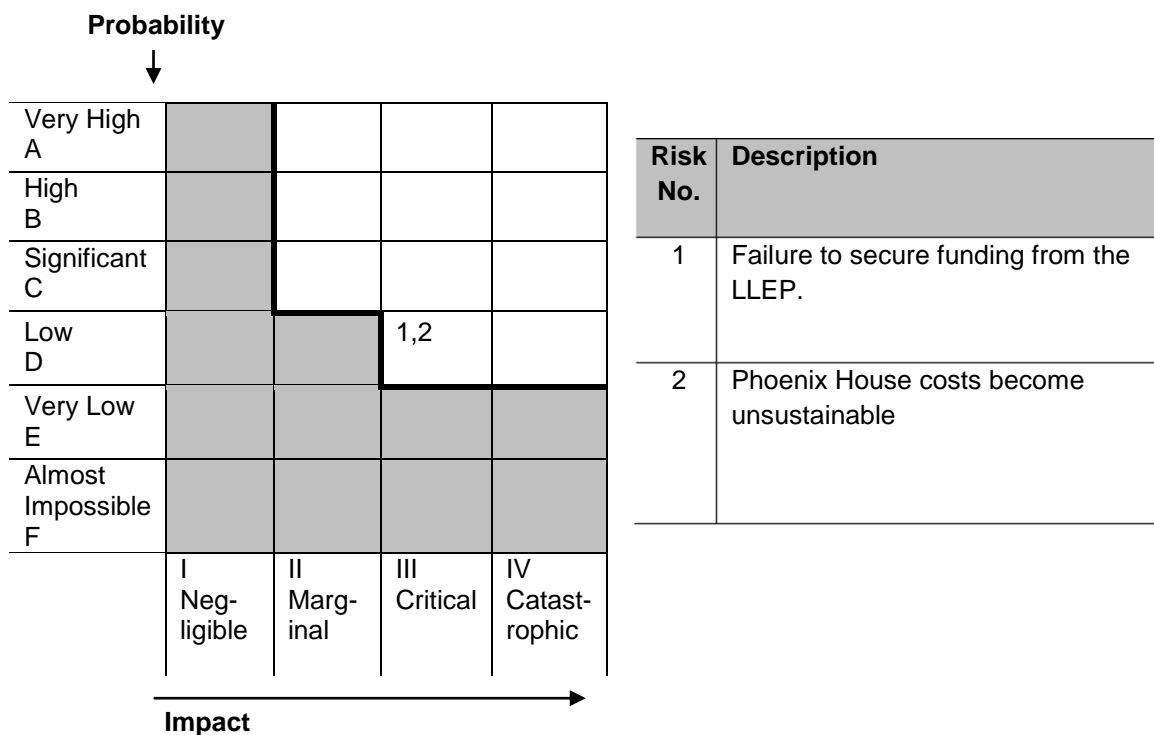 Probability
Very High
A
High
B
Significant
C
Low
D
1,2
Very Low
E
Almost
Impossible
F
I
Neg-
ligible
II
Marg-
inal
III
Critical
IV
Catast-
rophic
Impact
Risk
No.
Description
1
Failure to secure funding from the
LLEP.
2
Phoenix House costs become
unsustainable